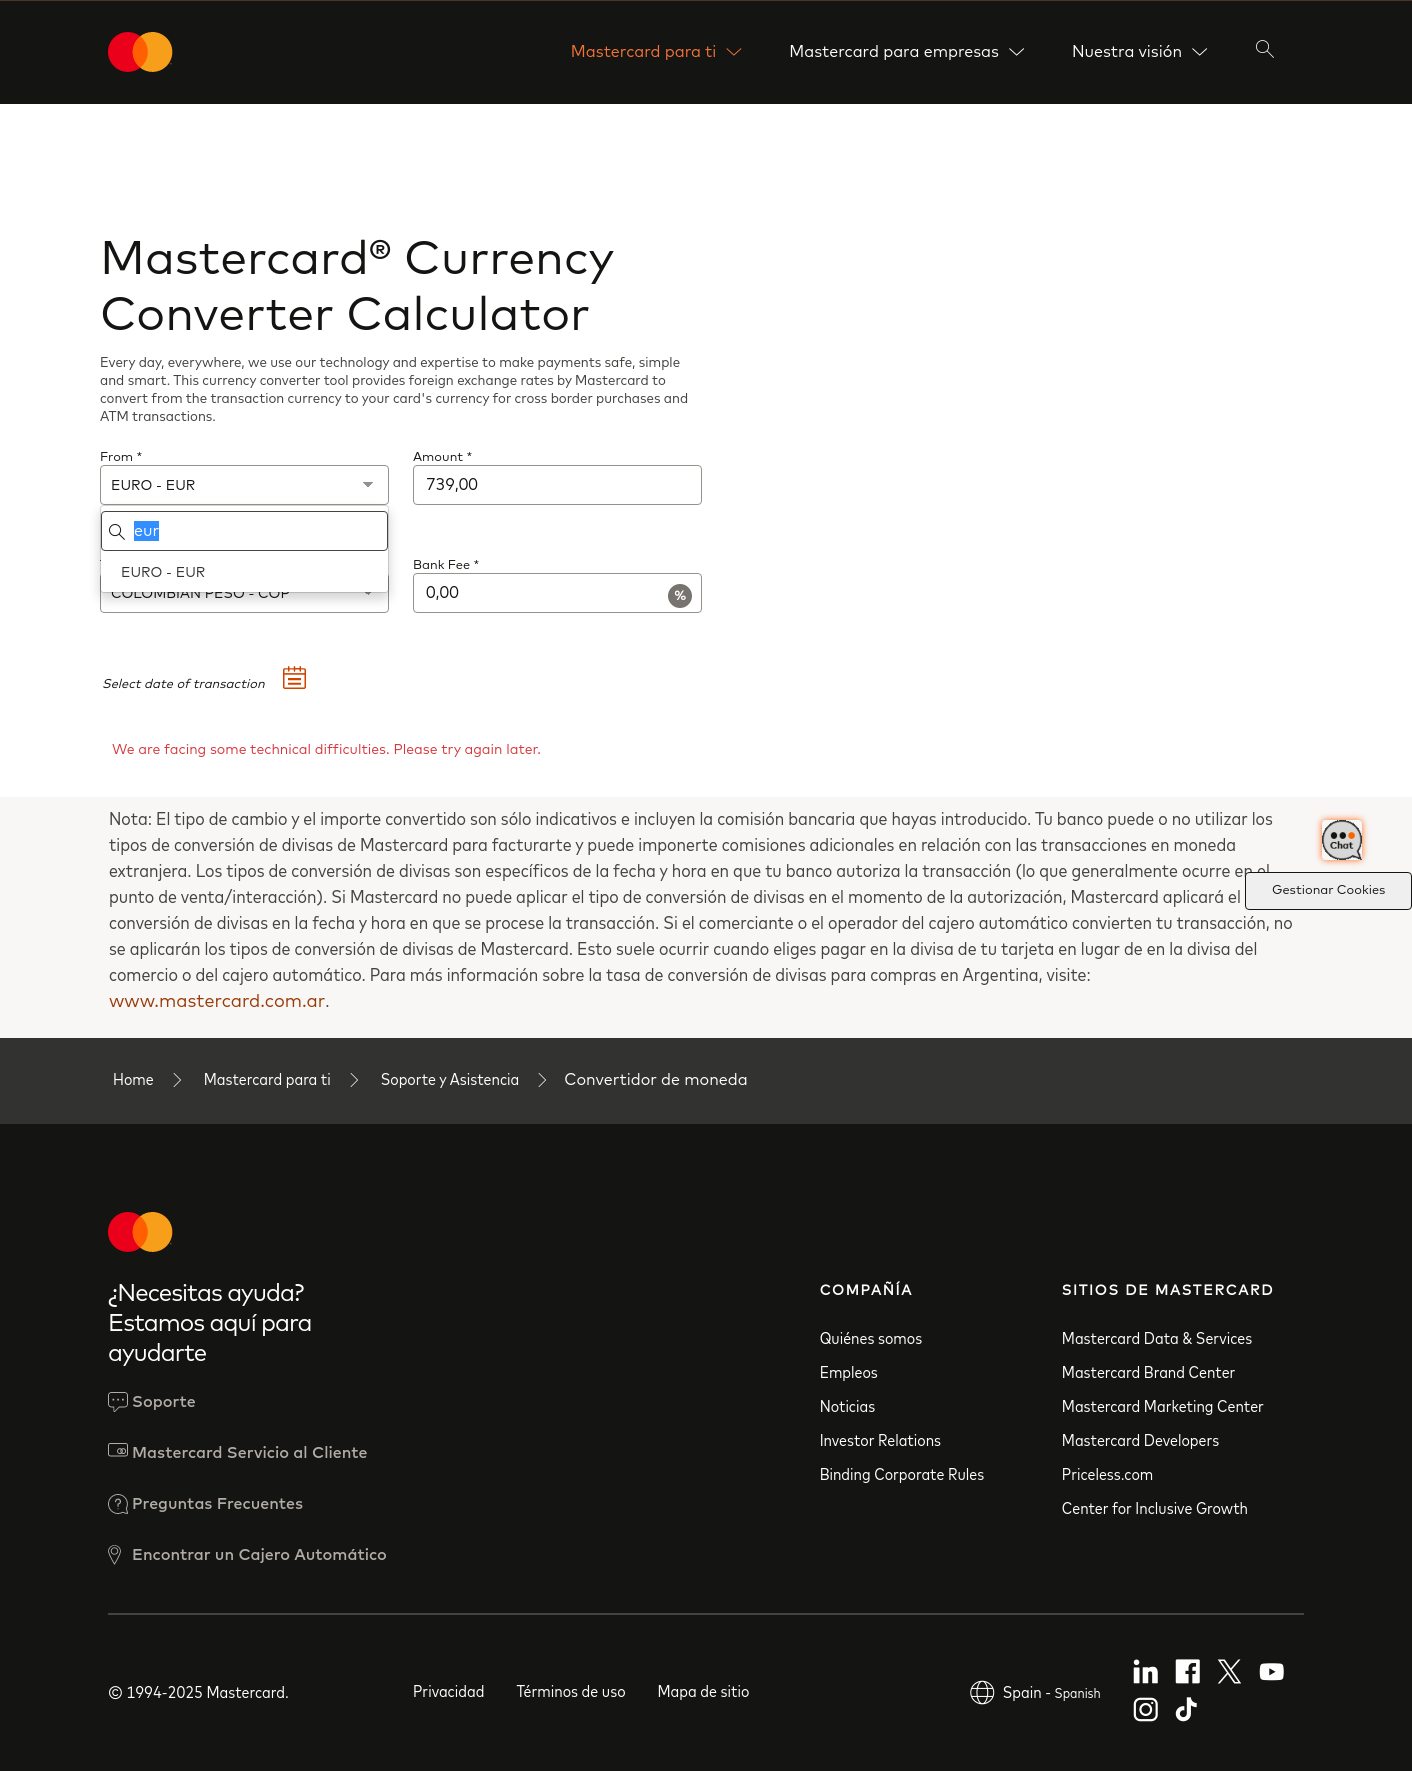 Mastercard para ti
Mastercard para empresas
Nuestra visión
Mastercard® Currency
Converter Calculator
Every day, everywhere, we use our technology and expertise to make payments safe, simple
and smart. This currency converter tool provides foreign exchange rates by Mastercard to
convert from the transaction currency to your card's currency for cross border purchases and
ATM transactions.
From *
Amount *
EURO - EUR
739,00
eur
EURO - EUR
Bank Fee *
COLOMBIAN PESO - COP
0,00
%
Select date of transaction
We are facing some technical difficulties. Please try again later.
Nota: El tipo de cambio y el importe convertido son sólo indicativos e incluyen la comisión bancaria que hayas introducido. Tu banco puede o no utilizar los
tipos de conversión de divisas de Mastercard para facturarte y puede imponerte comisiones adicionales en relación con las transacciones en moneda
extranjera. Los tipos de conversión de divisas son específicos de la fecha y hora en que tu banco autoriza la transacción (lo que generalmente ocurre en el
punto de venta/interacción). Si Mastercard no puede aplicar el tipo de conversión de divisas en el momento de la autorización, Mastercard aplicará el
conversión de divisas en la fecha y hora en que se procese la transacción. Si el comerciante o el operador del cajero automático convierten tu transacción, no
se aplicarán los tipos de conversión de divisas de Mastercard. Esto suele ocurrir cuando eliges pagar en la divisa de tu tarjeta en lugar de en la divisa del
comercio o del cajero automático. Para más información sobre la tasa de conversión de divisas para compras en Argentina, visite:
www.mastercard.com.ar.
Chat
Gestionar Cookies
Home
Mastercard para ti
Soporte y Asistencia
Convertidor de moneda
¿Necesitas ayuda?
Estamos aquí para
ayudarte
Soporte
Mastercard Servicio al Cliente
Preguntas Frecuentes
Encontrar un Cajero Automático
COMPAÑÍA
Quiénes somos
Empleos
Noticias
Investor Relations
Binding Corporate Rules
SITIOS DE MASTERCARD
Mastercard Data & Services
Mastercard Brand Center
Mastercard Marketing Center
Mastercard Developers
Priceless.com
Center for Inclusive Growth
© 1994-2025 Mastercard.
Privacidad
Términos de uso
Mapa de sitio
Spain - Spanish